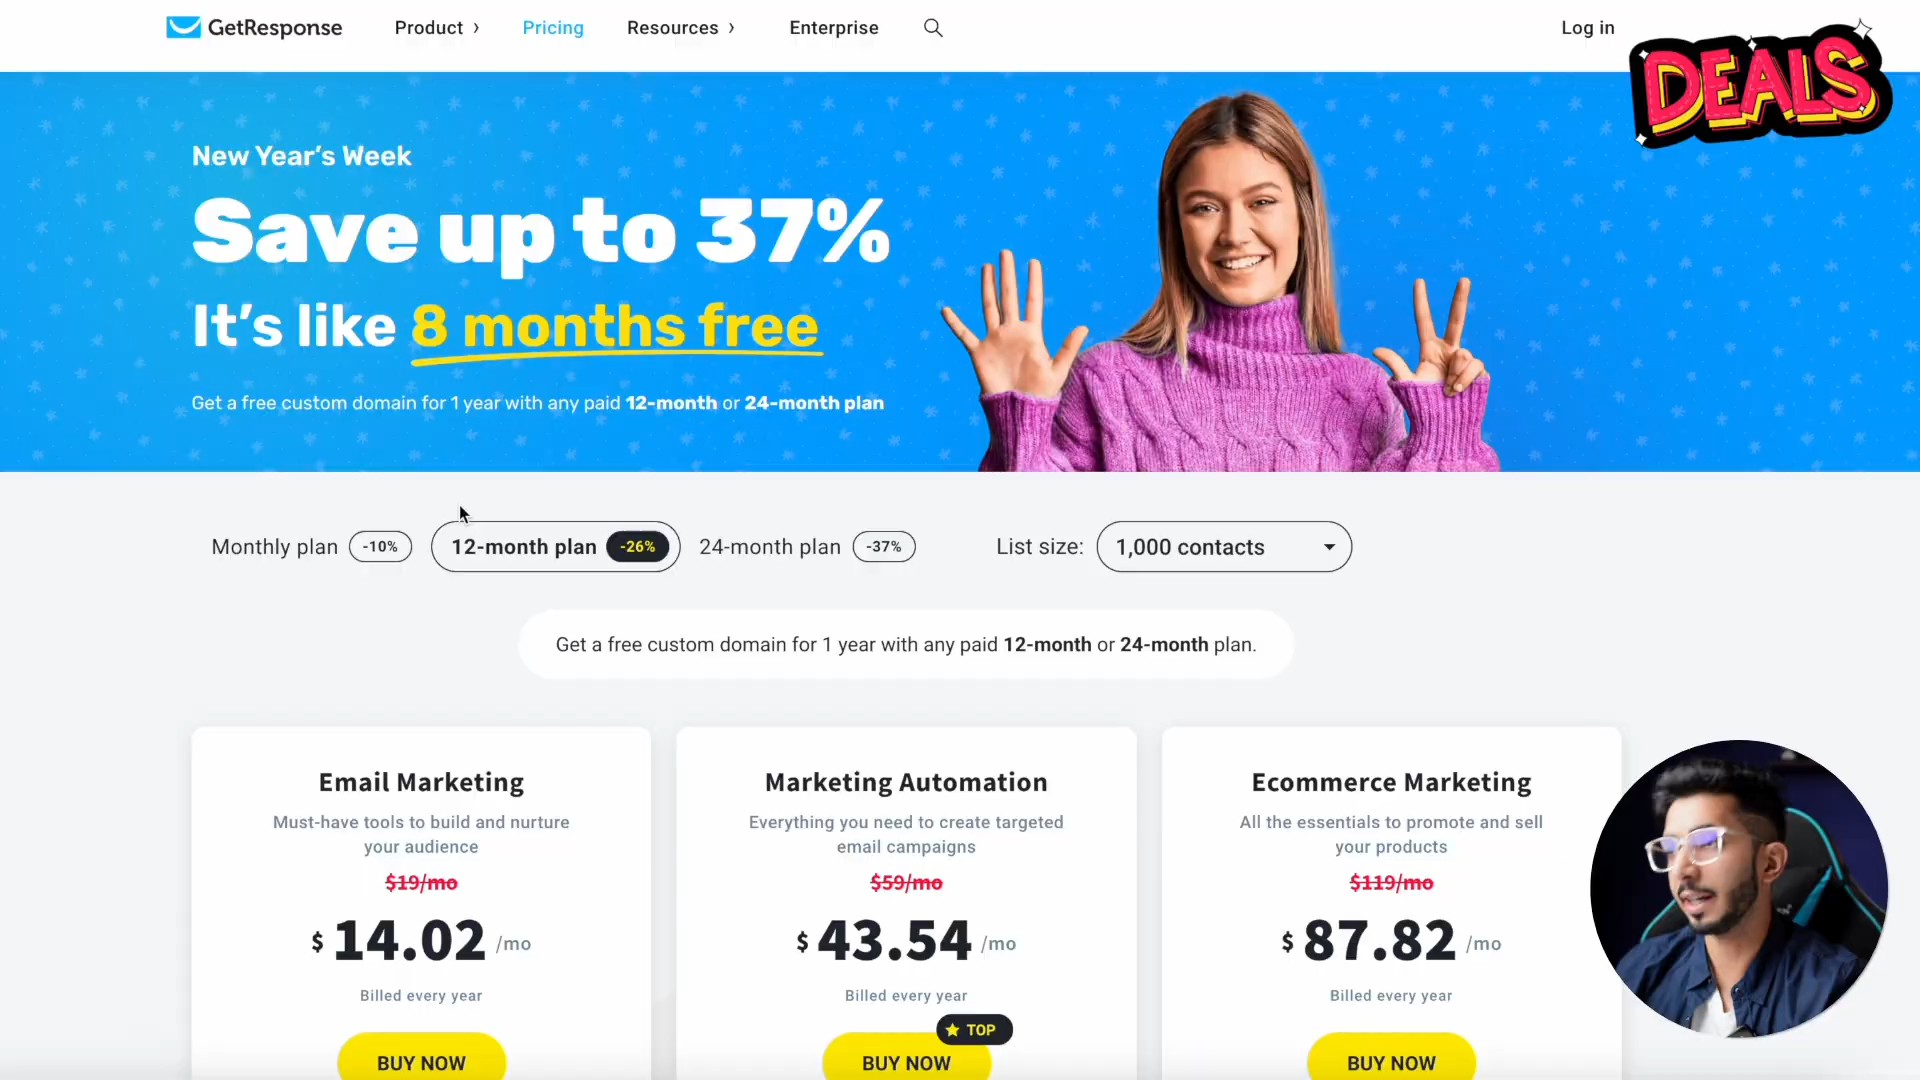 GetResponse
Product ›
Pricing
Resources ›
Enterprise
Log in
DEALS
New Year's Week
Save up to 37%
It's like 8 months free
Get a free custom domain for 1 year with any paid 12-month or 24-month plan
Monthly plan -10%
12-month plan -26%
24-month plan -37%
List size: 1,000 contacts
Get a free custom domain for 1 year with any paid 12-month or 24-month plan.
Email Marketing
Must-have tools to build and nurture
your audience
$19/mo
$ 14.02 /mo
Billed every year
BUY NOW
Marketing Automation
Everything you need to create targeted
email campaigns
$59/mo
$ 43.54 /mo
Billed every year
TOP
BUY NOW
Ecommerce Marketing
All the essentials to promote and sell
your products
$119/mo
$ 87.82 /mo
Billed every year
BUY NOW